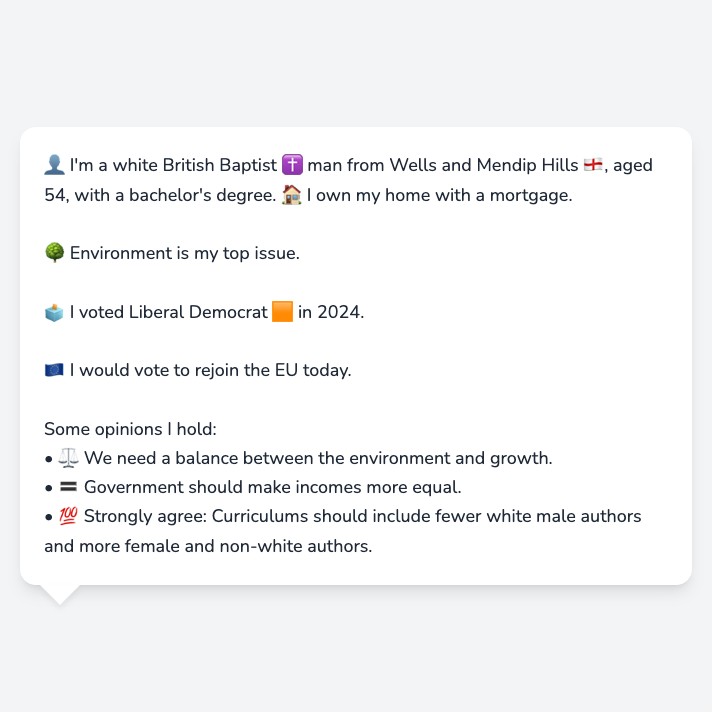 👤 I'm a white British Baptist ✝️ man from Wells and Mendip Hills 🏴󠁧󠁢󠁥󠁮󠁧󠁿, aged
54, with a bachelor's degree. 🏠 I own my home with a mortgage.
🌳 Environment is my top issue.
🗳️ I voted Liberal Democrat 🟧 in 2024.
🇪🇺 I would vote to rejoin the EU today.
Some opinions I hold:
• ⚖️ We need a balance between the environment and growth.
• 🟰 Government should make incomes more equal.
• 💯 Strongly agree: Curriculums should include fewer white male authors
and more female and non-white authors.